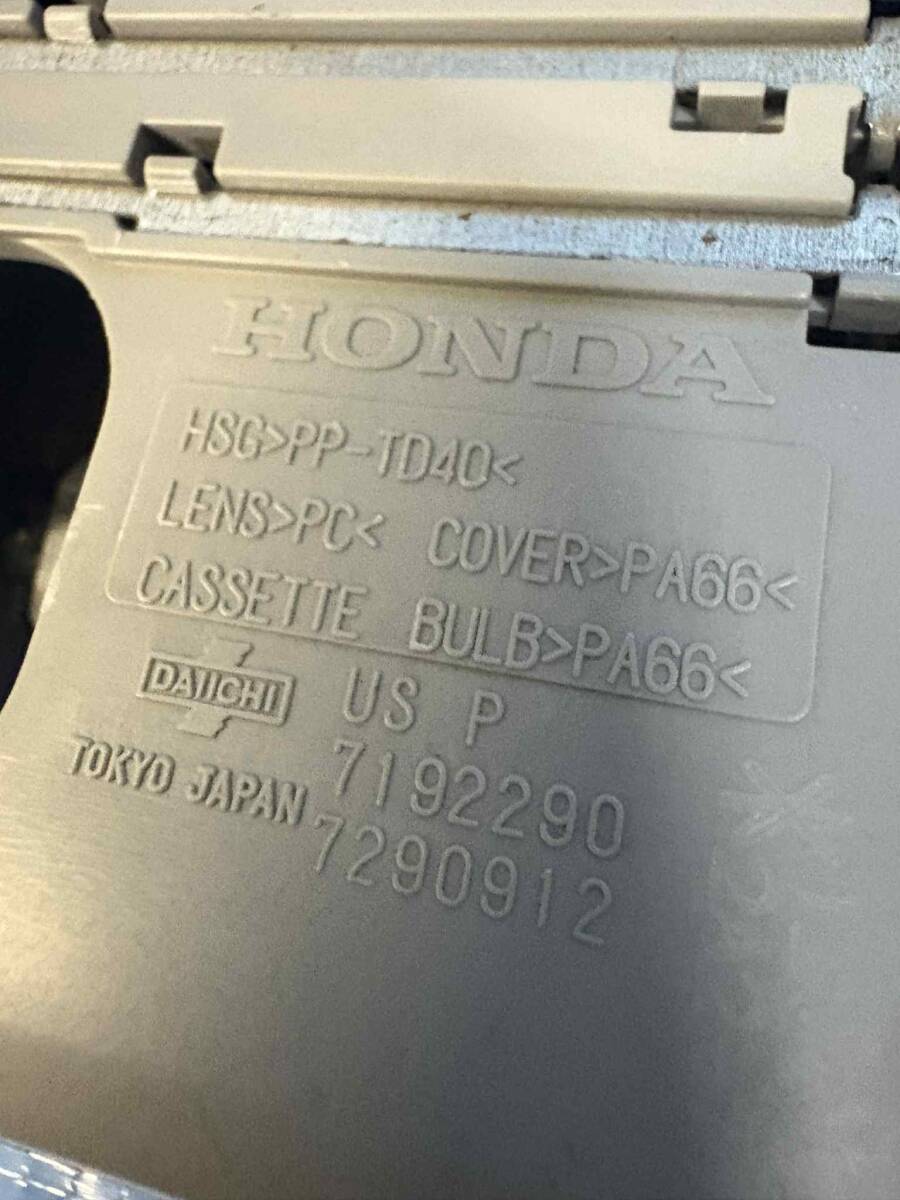 HONDA
HSG>PP-TD40<
LENS>PC< COVER>PA66<
CASSETTE BULB>PA66<
DAIICHI US P
TOKYO JAPAN 7192290
7290912